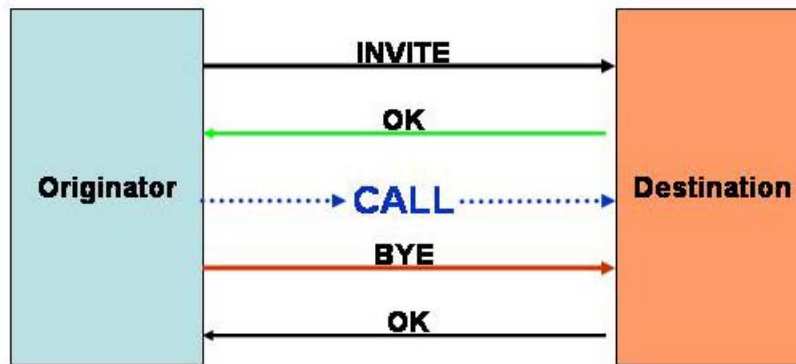 INVITE
OK
Originator
CALL
Destination
BYE
OK